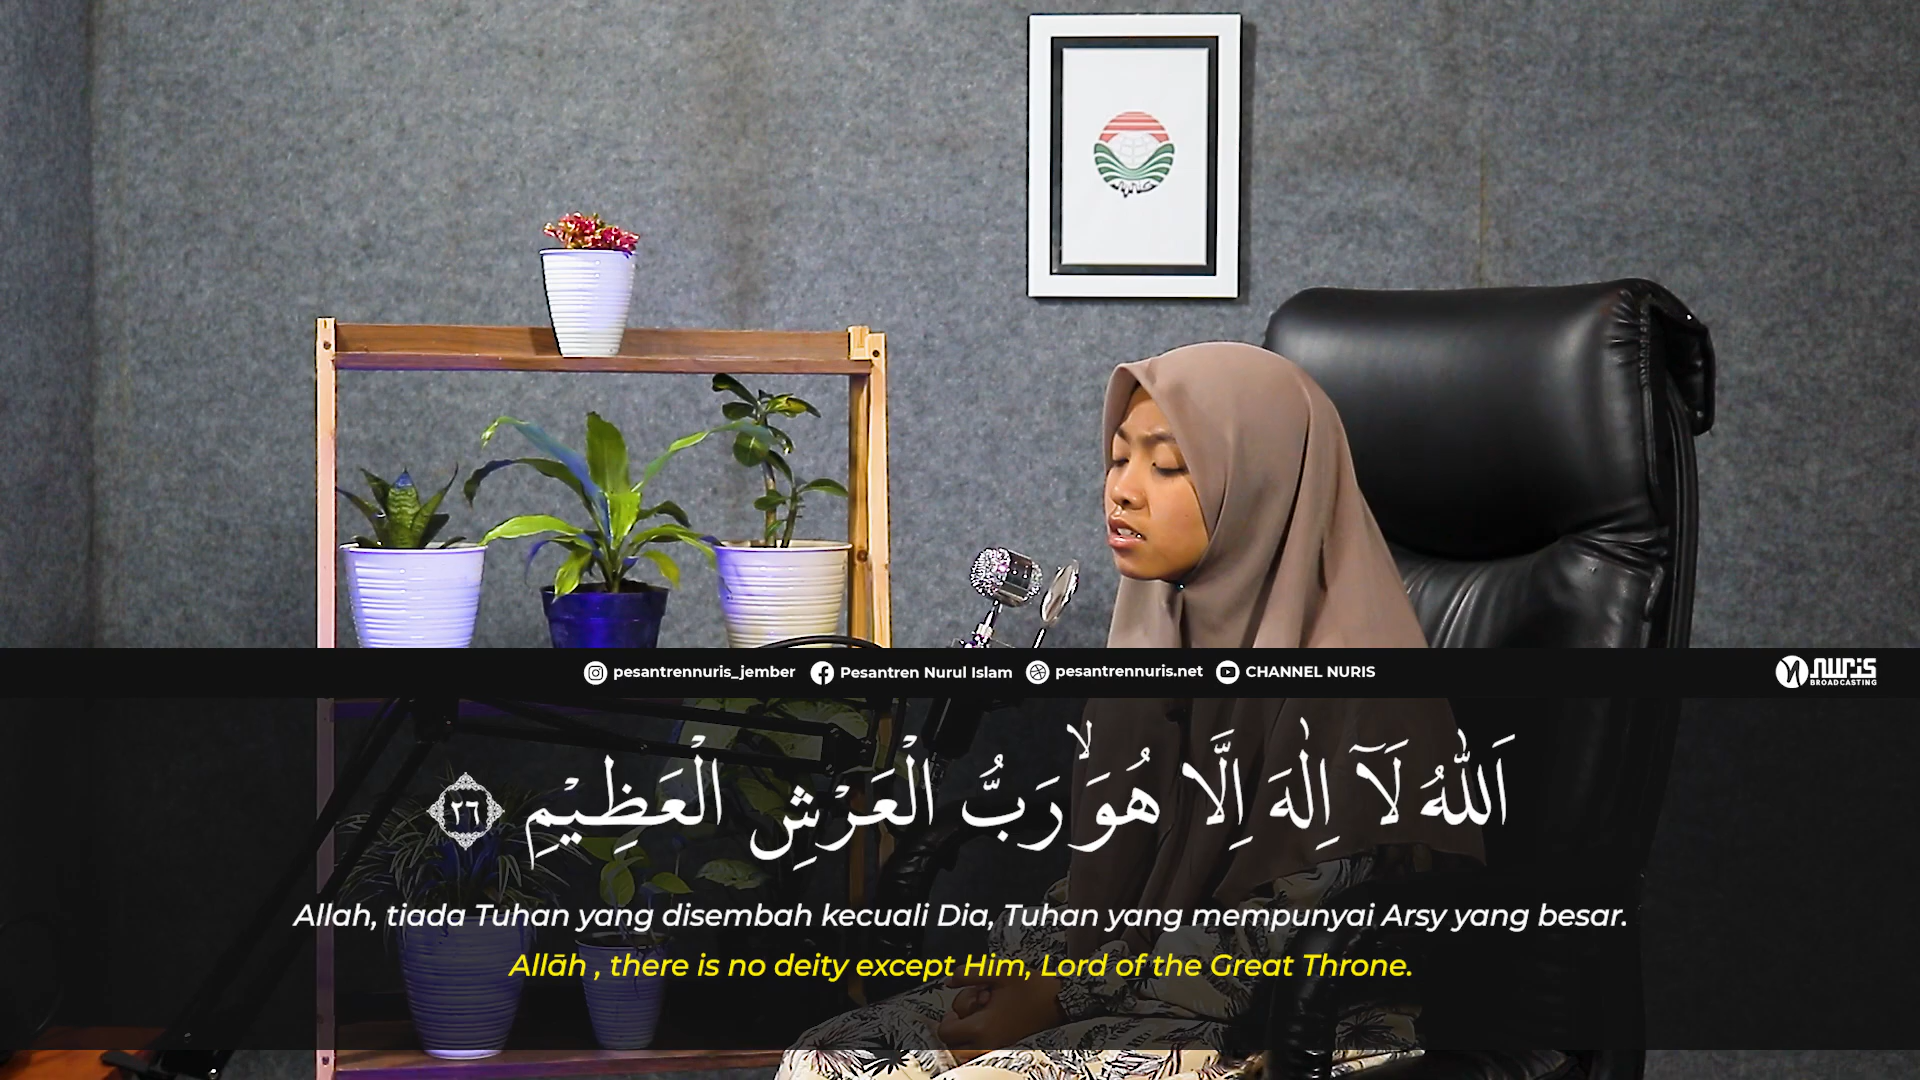 pesantrennuris_jember Pesantren Nurul Islam pesantrennuris.net CHANNEL NURIS
NURIS
BROADCASTING
اَللّٰهُ لَآ اِلٰهَ اِلَّا هُوَۙ رَبُّ الْعَرْشِ الْعَظِيْمِ ٢٦
Allah, tiada Tuhan yang disembah kecuali Dia, Tuhan yang mempunyai Arsy yang besar.
Allāh , there is no deity except Him, Lord of the Great Throne.